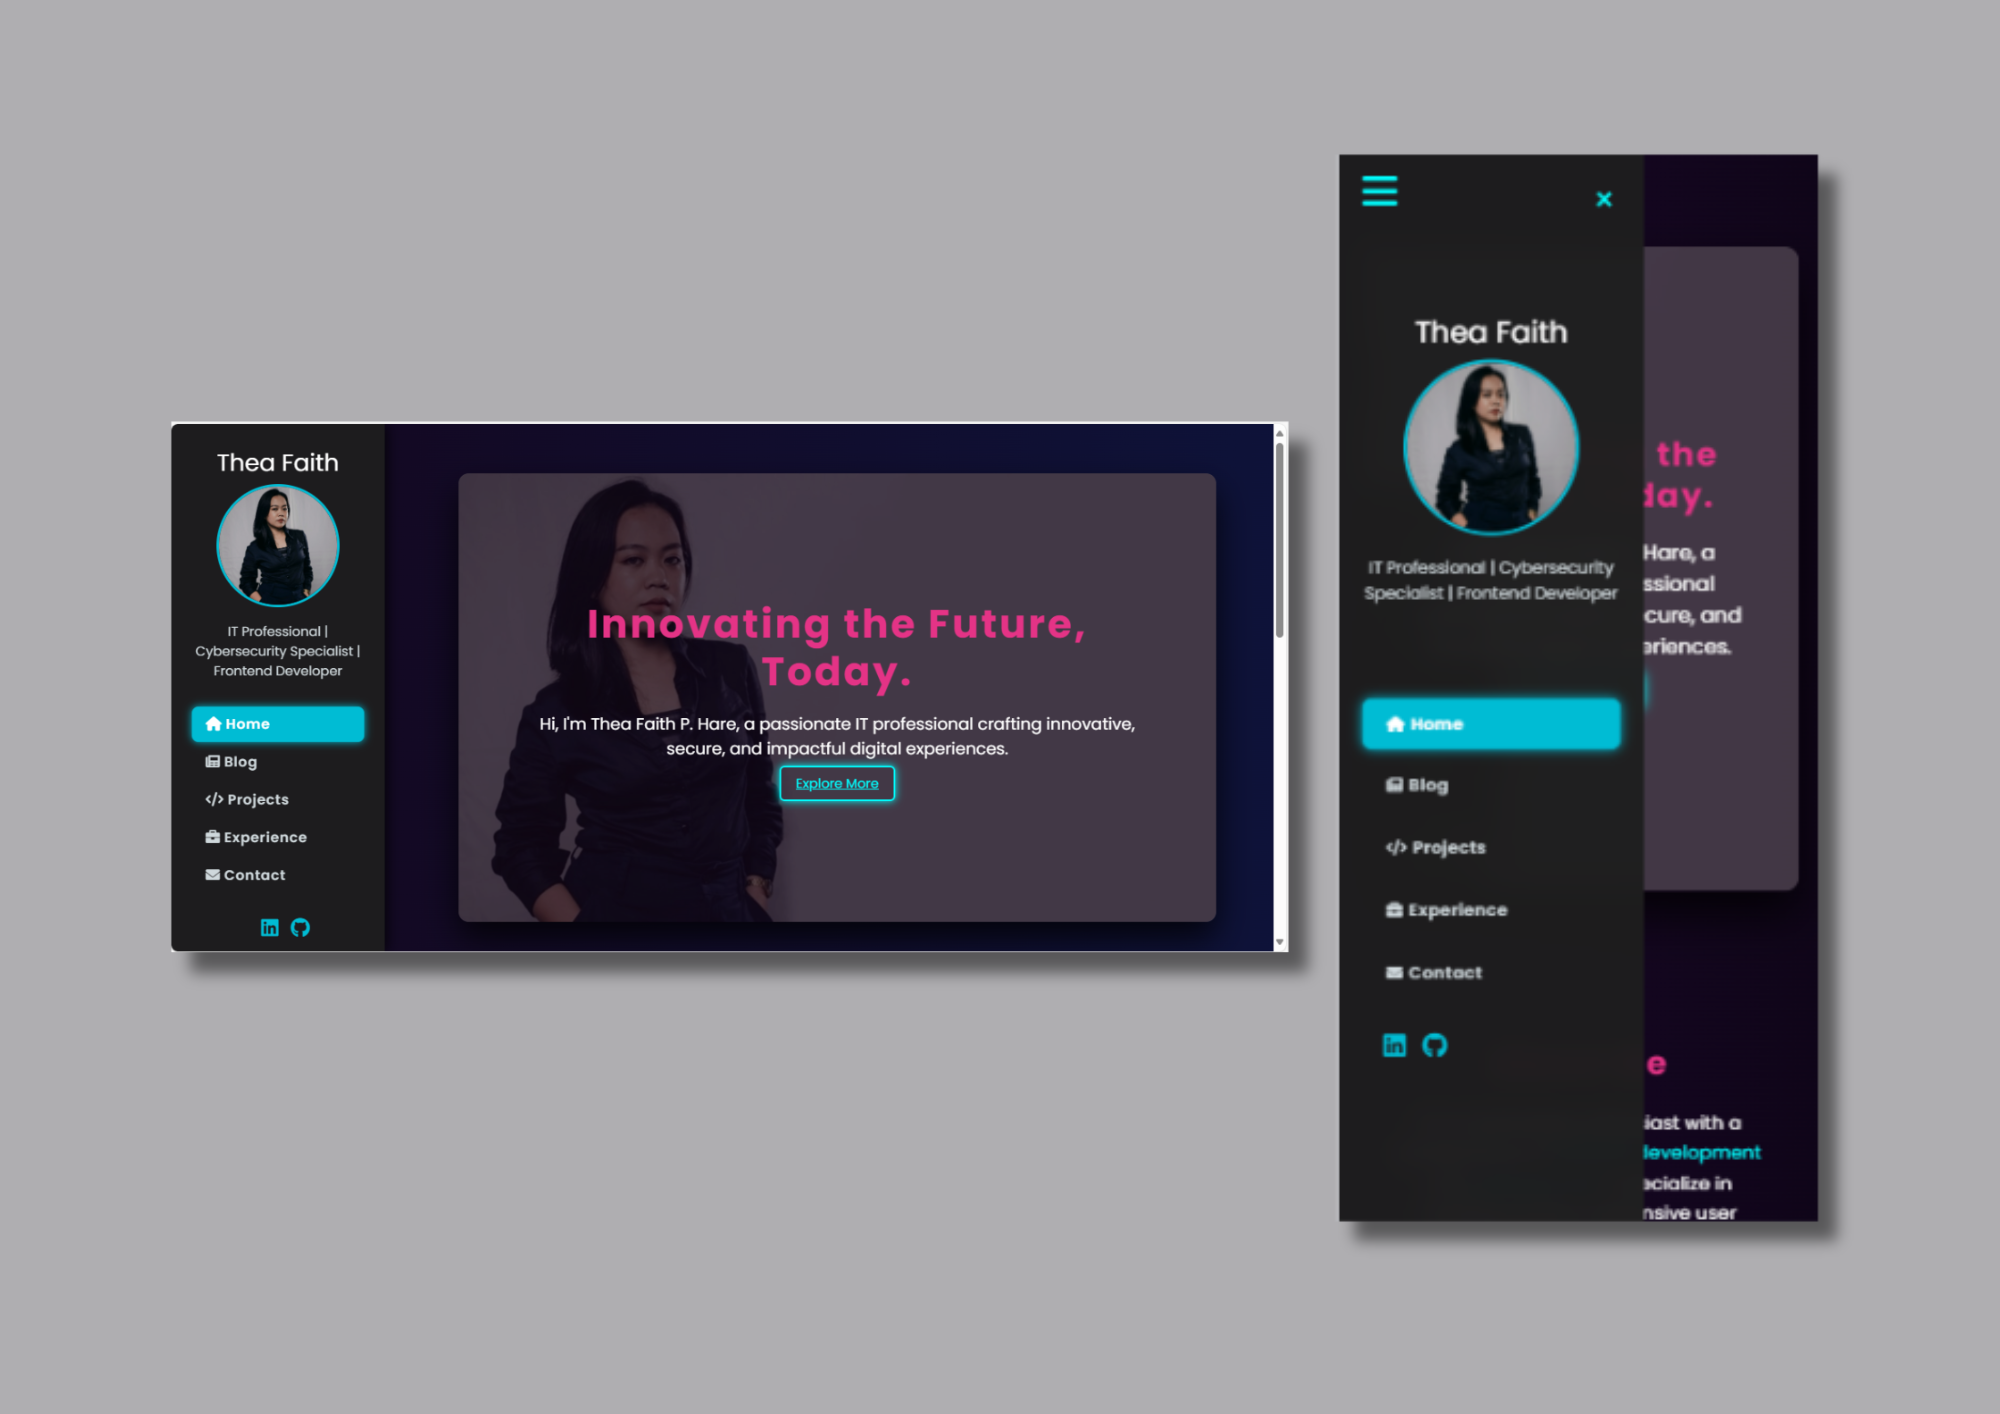 Thea Faith
IT Professional |
Cybersecurity Specialist |
Frontend Developer
Home
Blog
Projects
Experience
Contact
Innovating the Future,
Today.
Hi, I'm Thea Faith P. Hare, a passionate IT professional crafting innovative,
secure, and impactful digital experiences.
Explore More
Thea Faith
IT Professional | Cybersecurity
Specialist | Frontend Developer
Home
Blog
Projects
Experience
Contact
the
day.
Hare, a
ssional
cure, and
eriences.
e
iast with a
development
ecialize in
nsive user